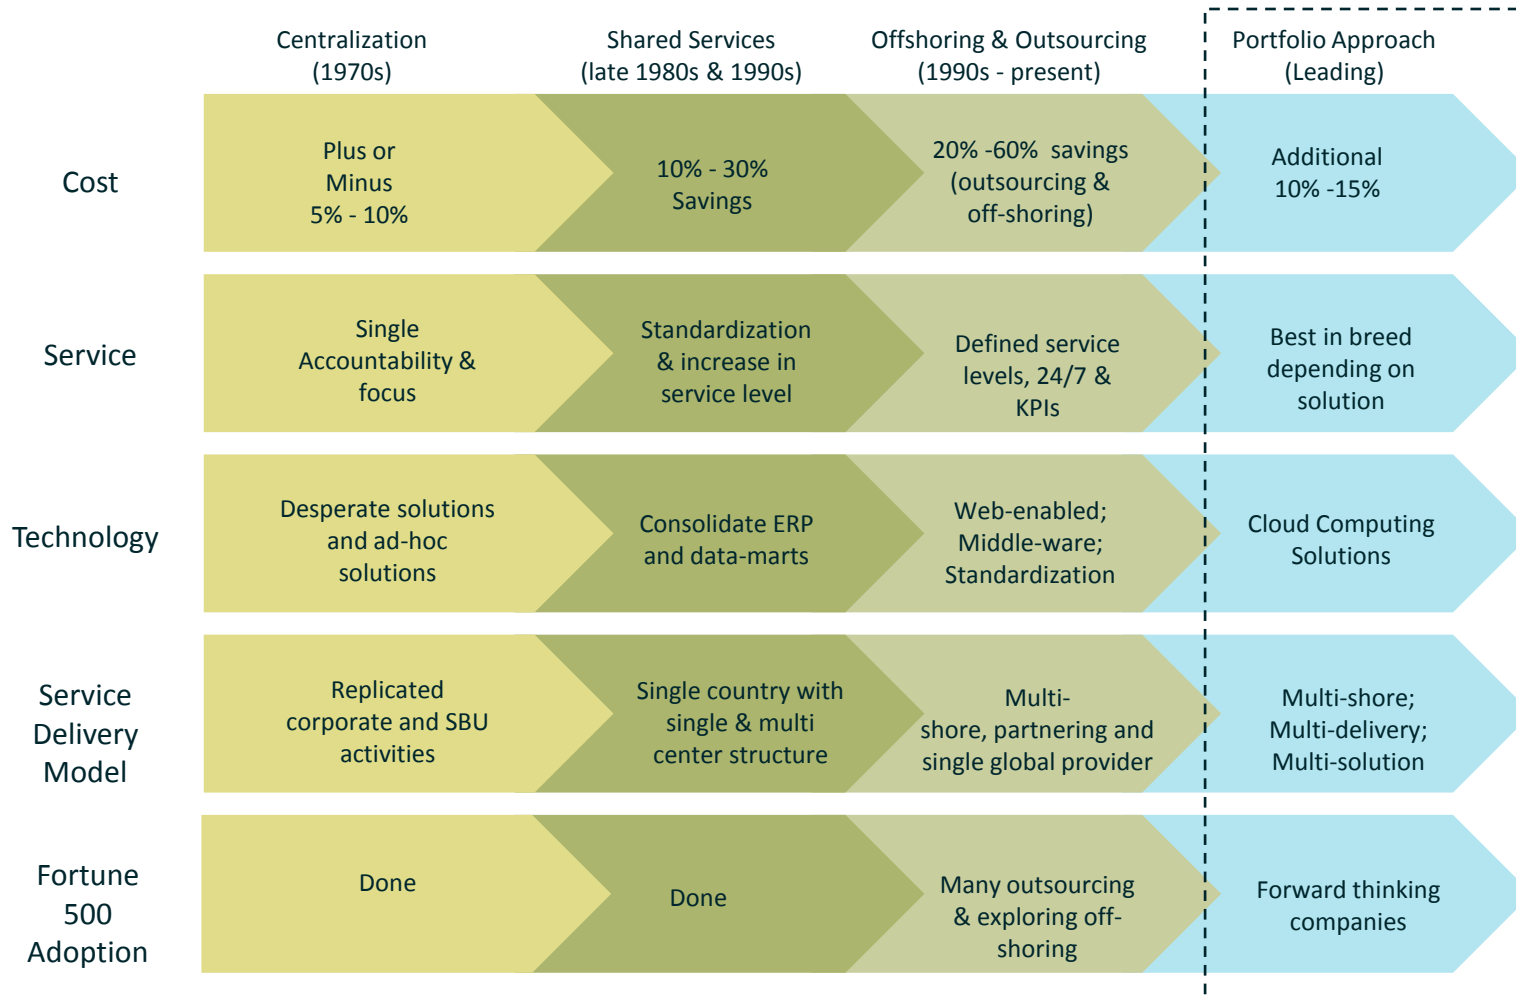 Centralization
(1970s)
Shared Services
(late 1980s & 1990s)
Offshoring & Outsourcing
(1990s - present)
Portfolio Approach
(Leading)
Cost
Plus or
Minus
5% - 10%
10% - 30%
Savings
20% -60%  savings
(outsourcing &
off-shoring)
Additional
10% -15%
Service
Single
Accountability &
focus
Standardization
& increase in
service level
Defined service
levels, 24/7 &
KPIs
Best in breed
depending on
solution
Technology
Desperate solutions
and ad-hoc
solutions
Consolidate ERP
and data-marts
Web-enabled;
Middle-ware;
Standardization
Cloud Computing
Solutions
Service
Delivery
Model
Replicated
corporate and SBU
activities
Single country with
single & multi
center structure
Multi-
shore, partnering and
single global provider
Multi-shore;
Multi-delivery;
Multi-solution
Fortune
500
Adoption
Done
Done
Many outsourcing
& exploring off-
shoring
Forward thinking
companies